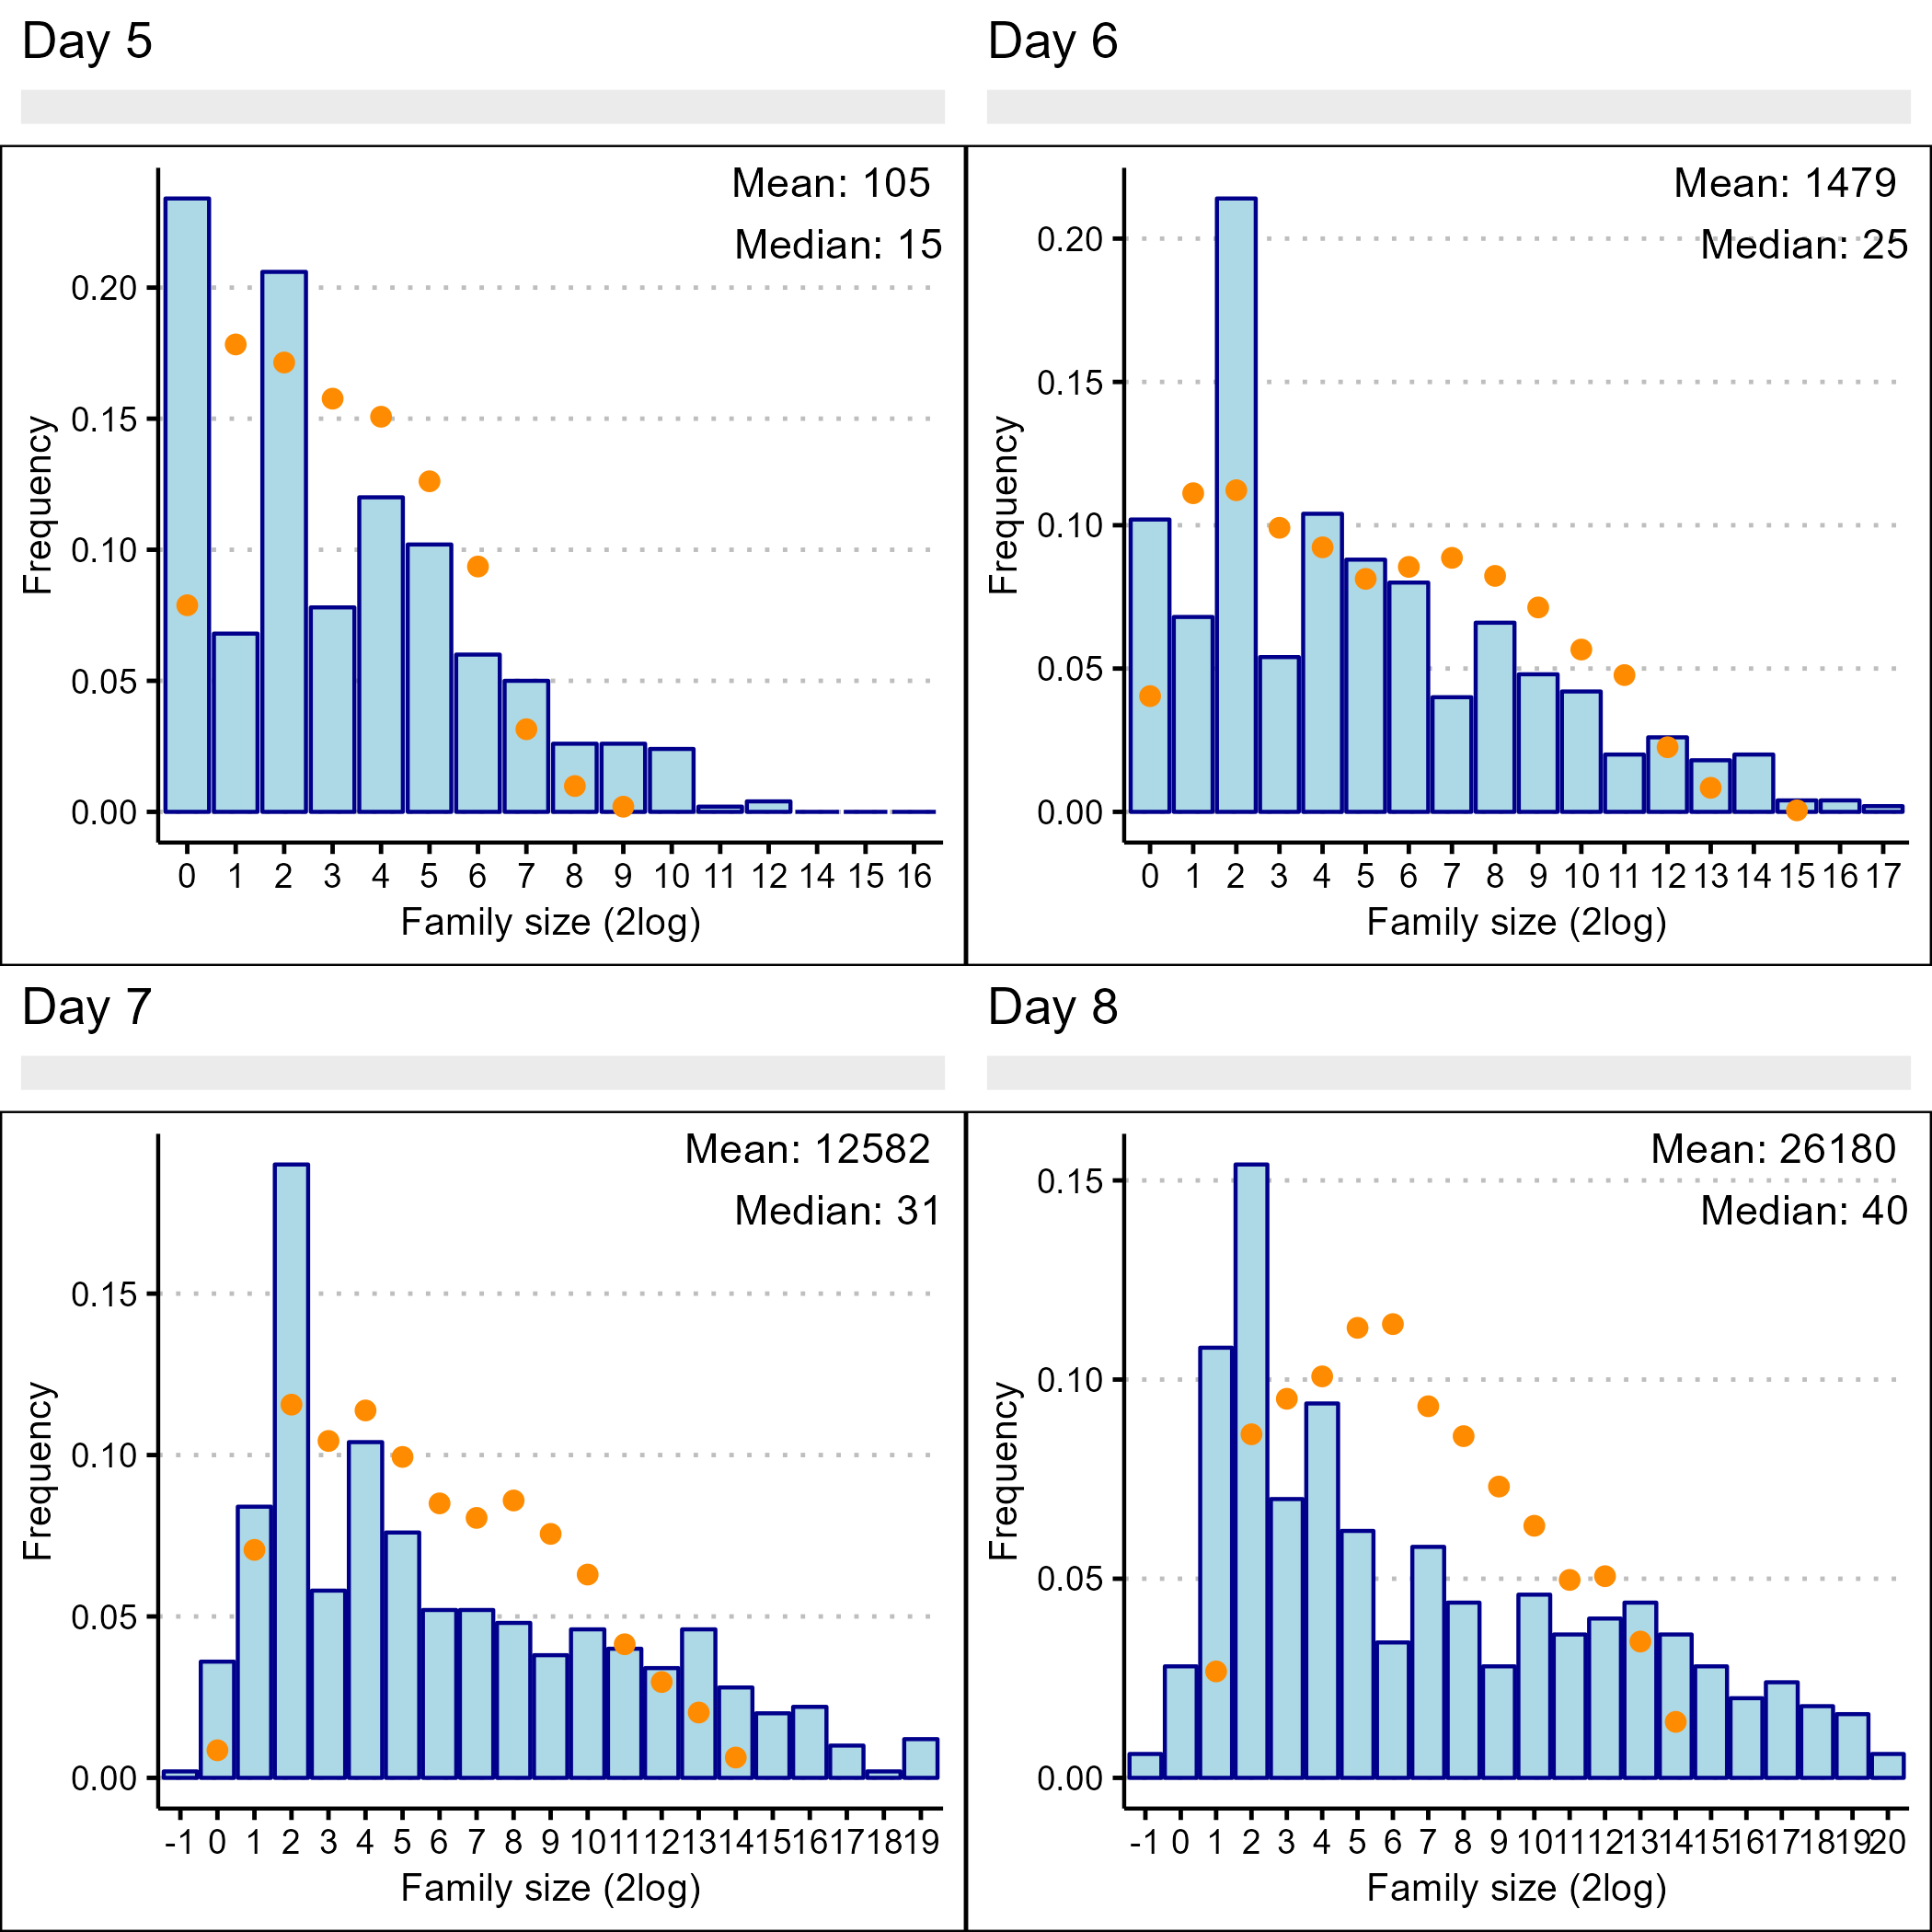 Day 5
Mean: 105
Median: 15
Frequency
0.20
0.15
0.10
0.05
0.00
0 1 2 3 4 5 6 7 8 9 10 11 12 14 15 16
Family size (2log)
Day 6
Mean: 1479
Median: 25
Frequency
0.20
0.15
0.10
0.05
0.00
0 1 2 3 4 5 6 7 8 9 10 11 12 13 14 15 16 17
Family size (2log)
Day 7
Mean: 12582
Median: 31
Frequency
0.15
0.10
0.05
0.00
-1 0 1 2 3 4 5 6 7 8 9 10 11 12 13 14 15 16 17 18 19
Family size (2log)
Day 8
Mean: 26180
Median: 40
Frequency
0.15
0.10
0.05
0.00
-1 0 1 2 3 4 5 6 7 8 9 10 11 12 13 14 15 16 17 18 19 20
Family size (2log)